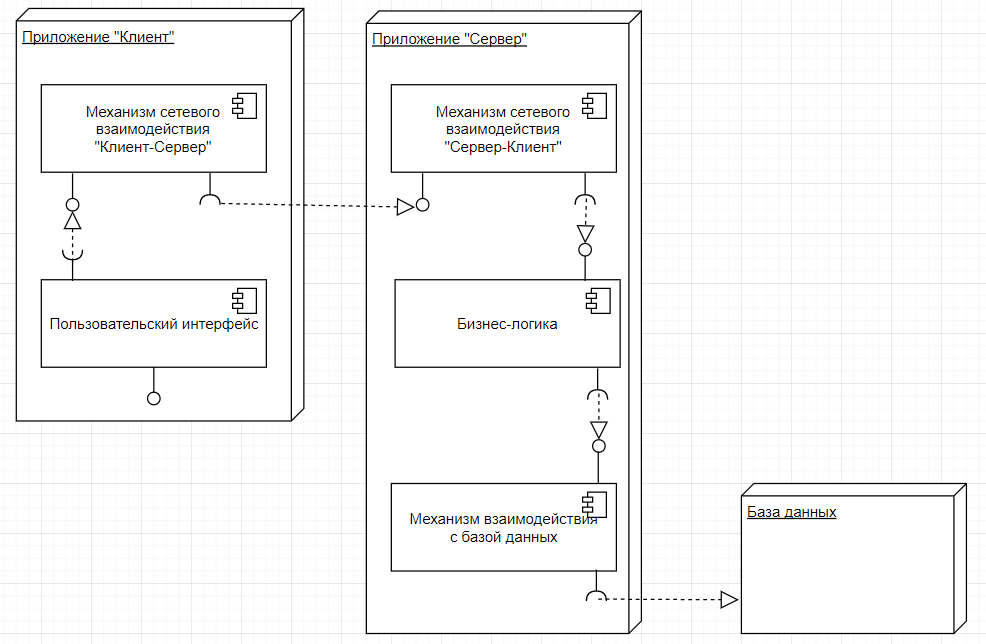 Приложение "Клиент"
Механизм сетевого
взаимодействия
"Клиент-Сервер"
Пользовательский интерфейс
Приложение "Сервер"
Механизм сетевого
взаимодействия
"Сервер-Клиент"
Бизнес-логика
Механизм взаимодействия
с базой данных
База данных